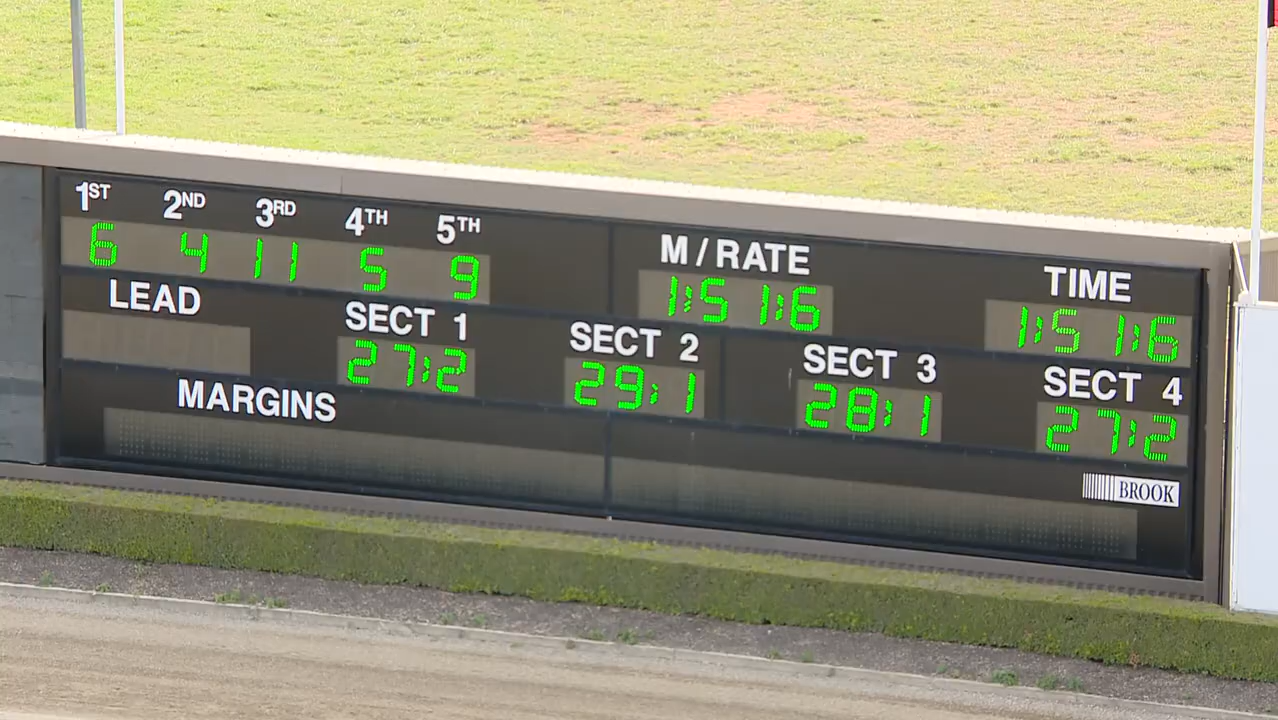 1ST 2ND 3RD 4TH 5TH M / RATE TIME
6 4 11 5 9 1:51:6 1:51:6
LEAD SECT 1 SECT 2 SECT 3 SECT 4
27:2 29:1 28:1 27:2
MARGINS
BROOK